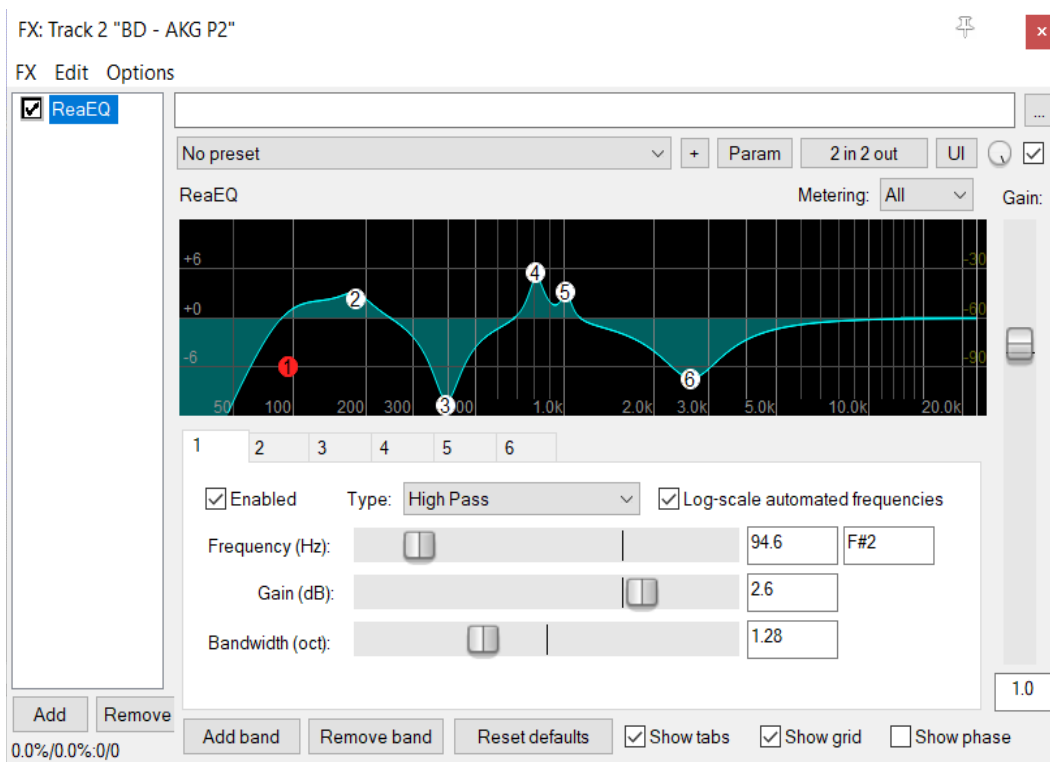 FX: Track 2 "BD - AKG P2"
x
FX Edit Options
ReaEQ
...
No preset
+
Param
2 in 2 out
UI
ReaEQ
Metering: All
Gain:
+6
-30
+0
-60
-6
-90
1
2
3
4
5
6
50 100 200 300 00 1.0k 2.0k 3.0k 5.0k 10.0k 20.0k
1 2 3 4 5 6
Enabled Type: High Pass Log-scale automated frequencies
Frequency (Hz): 94.6 F#2
Gain (dB): 2.6
Bandwidth (oct): 1.28
1.0
Add Remove
Add band Remove band Reset defaults Show tabs Show grid Show phase
0.0%/0.0%:0/0